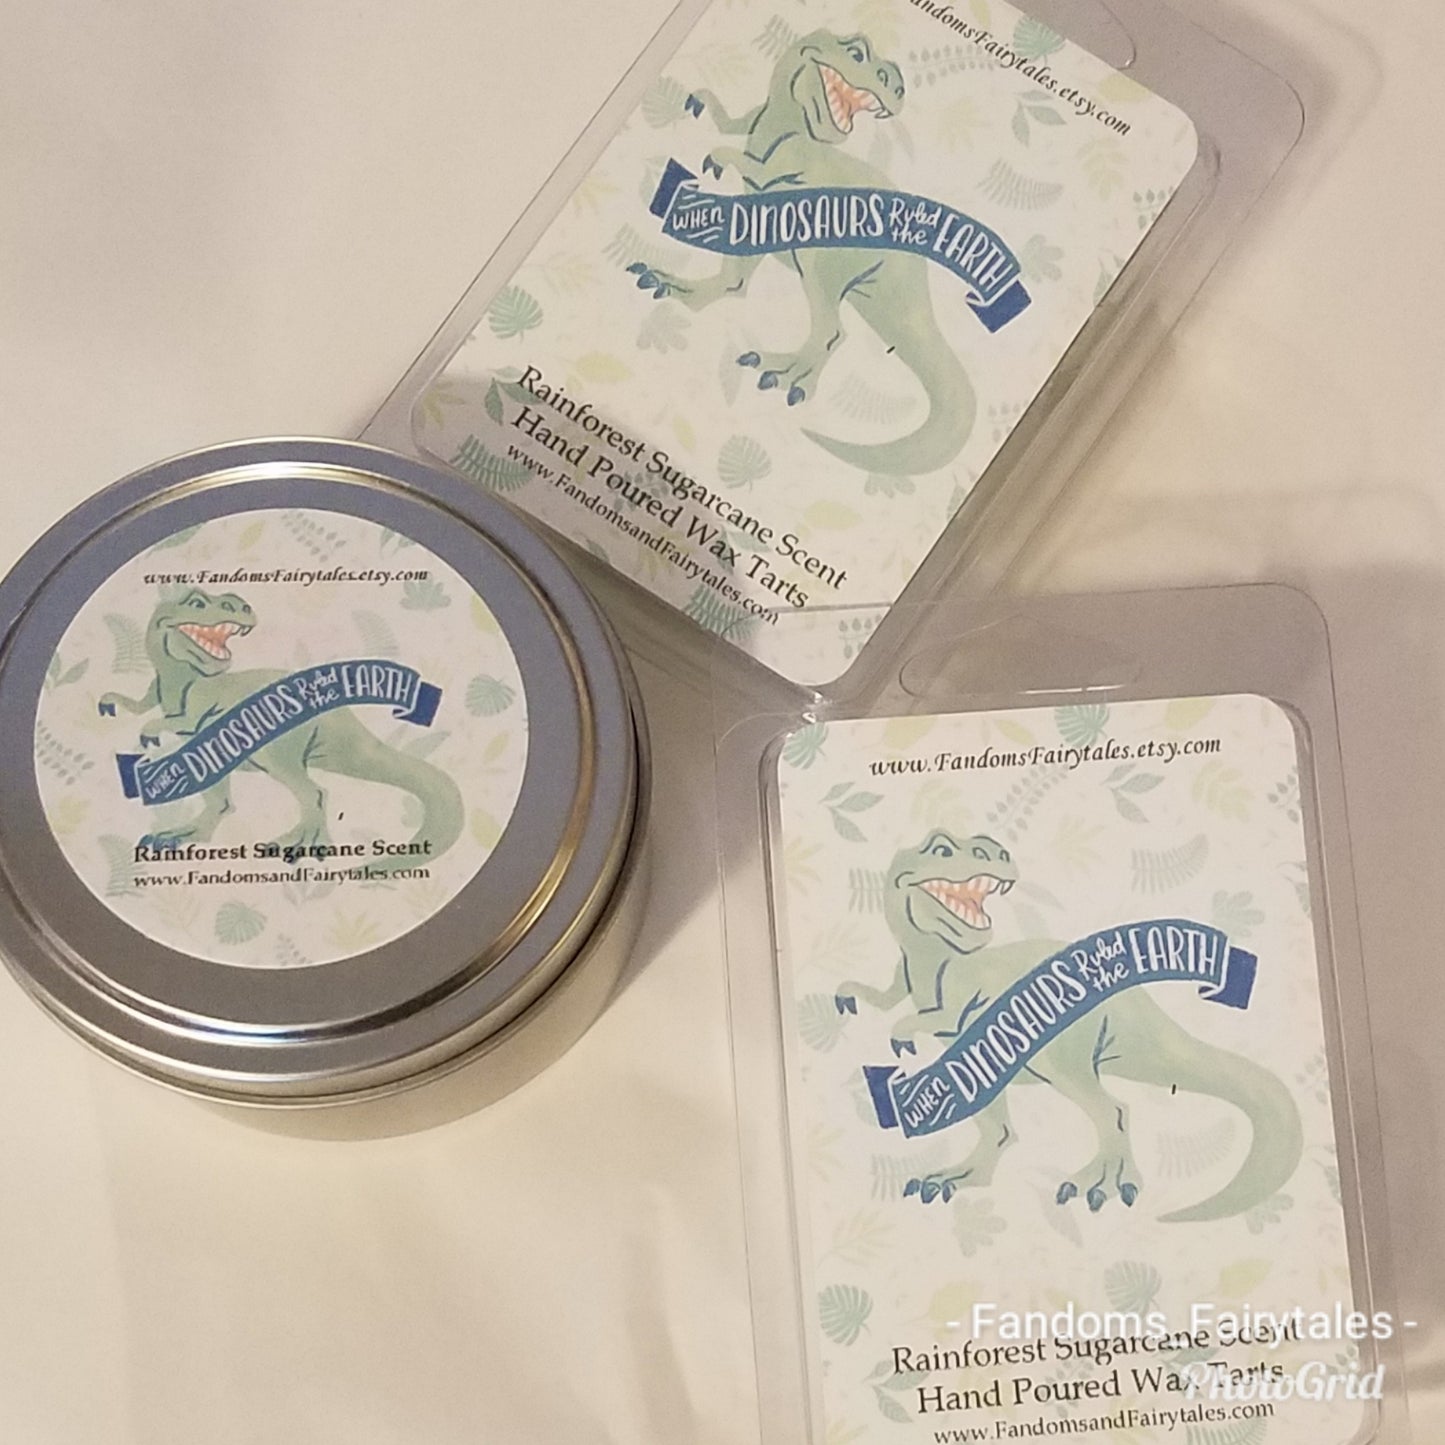 FandomsFairytales.etsy.com
WHEN DINOSAURS Ruled the EARTH
Rainforest Sugarcane Scent
Hand Poured Wax Tarts
www.FandomsandFairytales.com
www.FandomsFairytales.etsy.com
WHEN DINOSAURS Ruled the EARTH
Rainforest Sugarcane Scent
www.FandomsandFairytales.com
www.FandomsFairytales.etsy.com
WHEN DINOSAURS Ruled the EARTH
- Fandoms_Fairytales -
Rainforest Sugarcane Scent
Hand Poured Wax Tarts
PhotoGrid
www.FandomsandFairytales.com